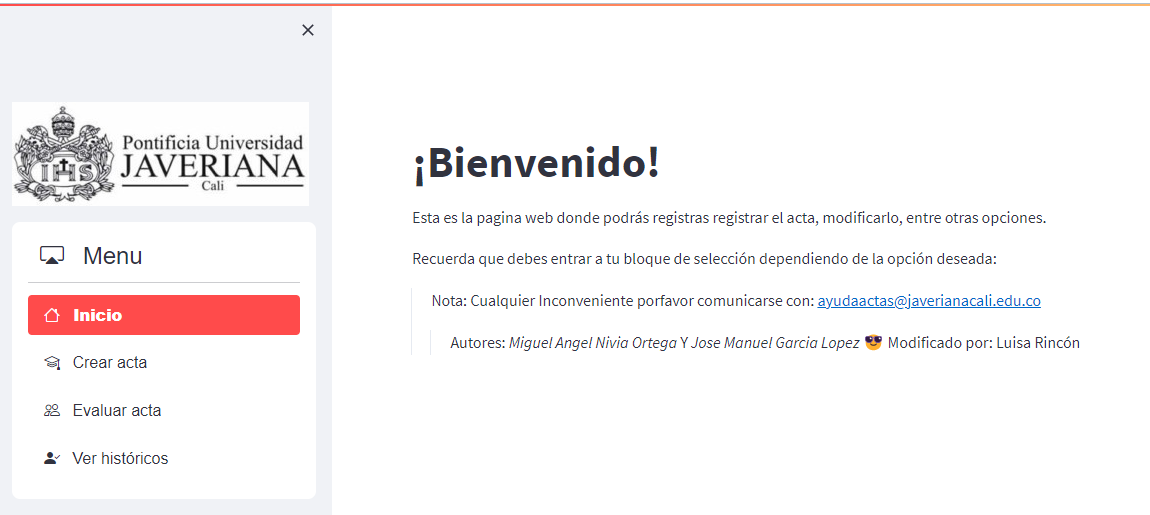 Pontificia Universidad
JAVERIANA
Cali
IHS
Menu
Inicio
Crear acta
Evaluar acta
Ver históricos
¡Bienvenido!
Esta es la pagina web donde podrás registras registrar el acta, modificarlo, entre otras opciones.
Recuerda que debes entrar a tu bloque de selección dependiendo de la opción deseada:
Nota: Cualquier Inconveniente porfavor comunicarse con: ayudaactas@javerianacali.edu.co
Autores: Miguel Angel Nivia Ortega Y Jose Manuel Garcia Lopez 😎 Modificado por: Luisa Rincón